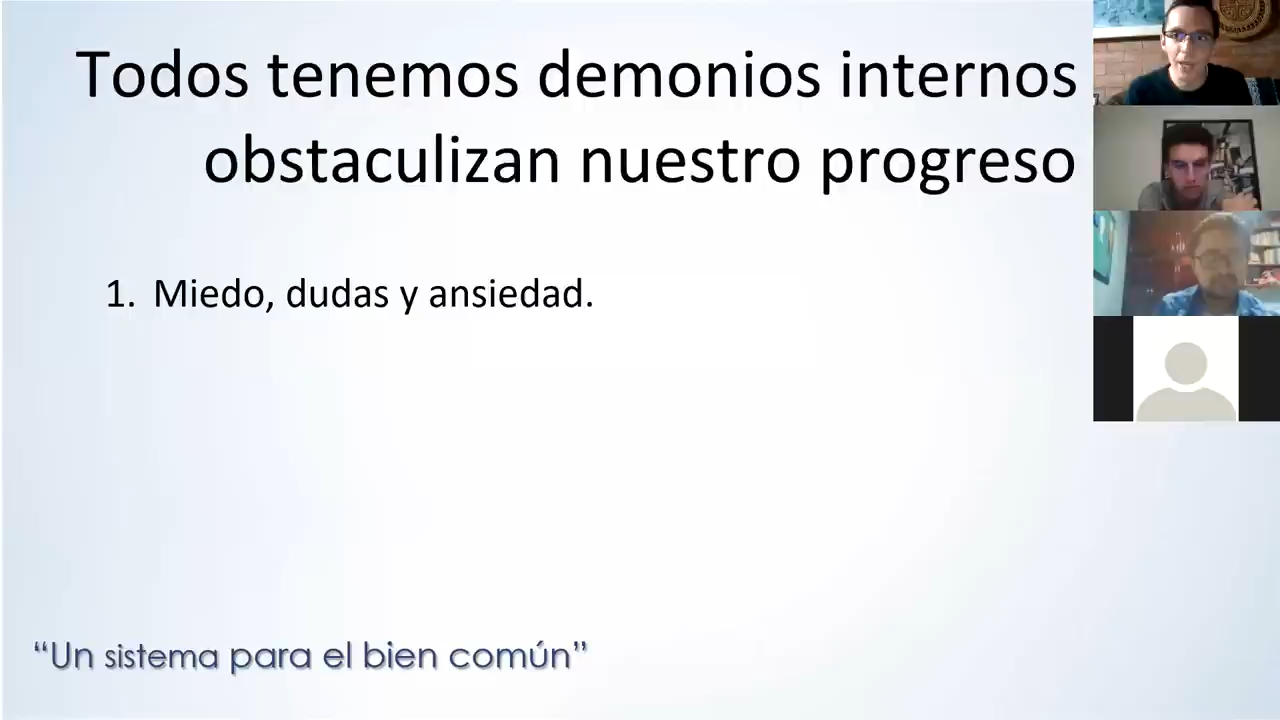 Todos tenemos demonios internos
obstaculizan nuestro progreso
1. Miedo, dudas y ansiedad.
“Un sistema para el bien común”